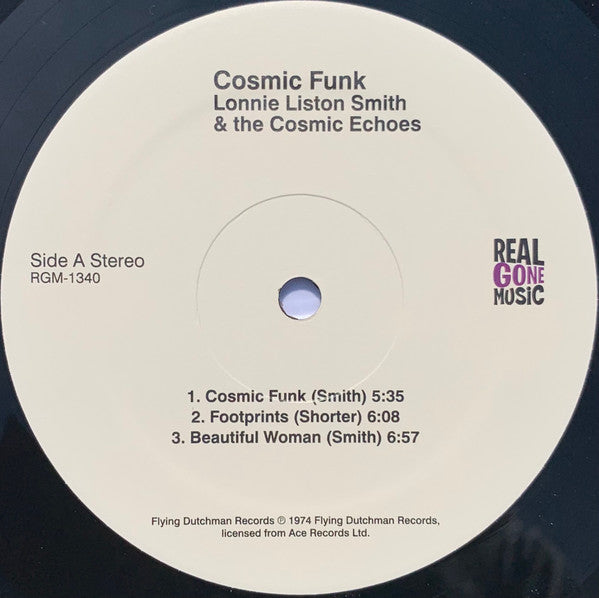 Cosmic Funk
Lonnie Liston Smith
& the Cosmic Echoes
Side A Stereo
RGM-1340
REAL
GONE
MUSiC
1. Cosmic Funk (Smith) 5:35
2. Footprints (Shorter) 6:08
3. Beautiful Woman (Smith) 6:57
Flying Dutchman Records ℗ 1974 Flying Dutchman Records,
licensed from Ace Records Ltd.